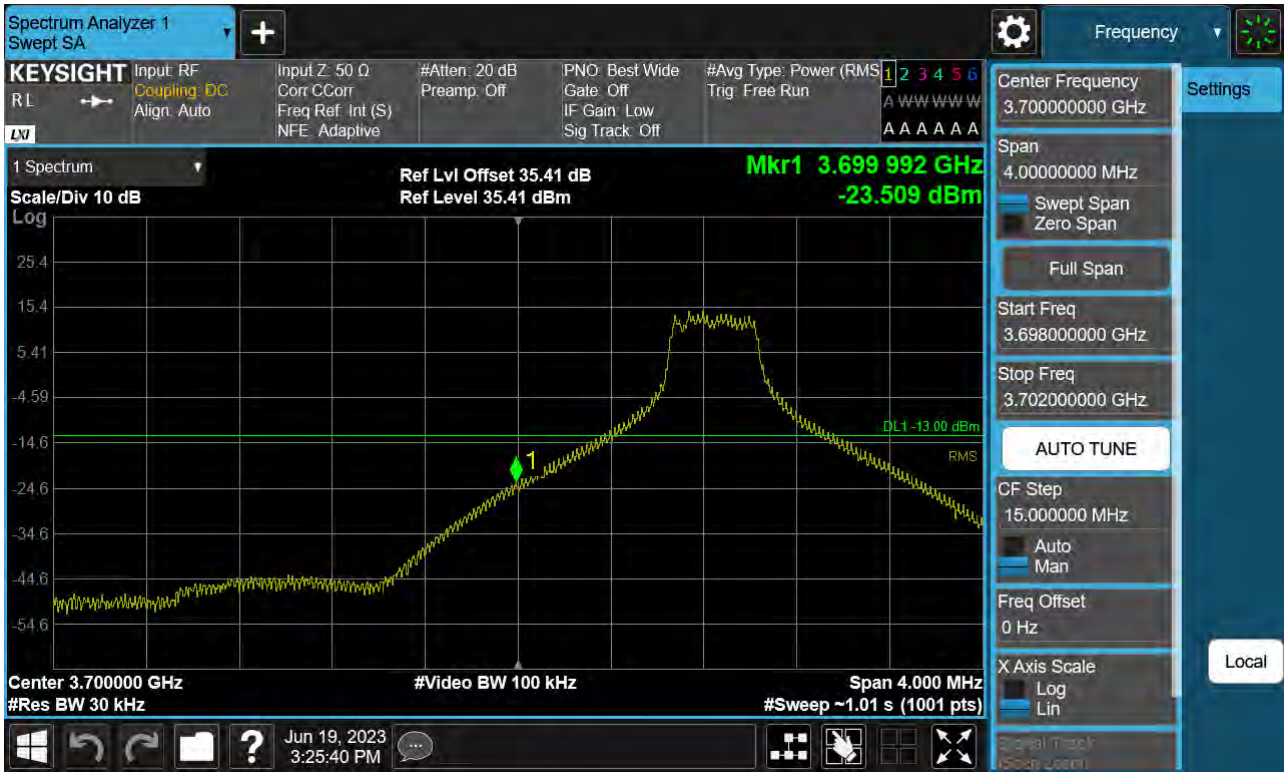 Spectrum Analyzer 1
Swept SA
Frequency
KEYSIGHT
RL
LXI
Input: RF
Coupling: DC
Align: Auto
Input Z: 50 Ω
Corr CCorr
Freq Ref: Int (S)
NFE: Adaptive
#Atten: 20 dB
Preamp: Off
PNO: Best Wide
Gate: Off
IF Gain: Low
Sig Track: Off
#Avg Type: Power (RMS
Trig: Free Run
1 2 3 4 5 6
A W W W W W
A A A A A A
1 Spectrum
Scale/Div 10 dB
Log
Ref Lvl Offset 35.41 dB
Ref Level 35.41 dBm
Mkr1 3.699 992 GHz
-23.509 dBm
25.4
15.4
5.41
-4.59
-14.6
-24.6
-34.6
-44.6
-54.6
DL1 -13.00 dBm
RMS
1
Center 3.700000 GHz
#Res BW 30 kHz
#Video BW 100 kHz
Span 4.000 MHz
#Sweep ~1.01 s (1001 pts)
Center Frequency
3.700000000 GHz
Span
4.00000000 MHz
Swept Span
Zero Span
Full Span
Start Freq
3.698000000 GHz
Stop Freq
3.702000000 GHz
AUTO TUNE
CF Step
15.000000 MHz
Auto
Man
Freq Offset
0 Hz
X Axis Scale
Log
Lin
Signal Track
(Span Zoom)
Settings
Local
?
Jun 19, 2023
3:25:40 PM